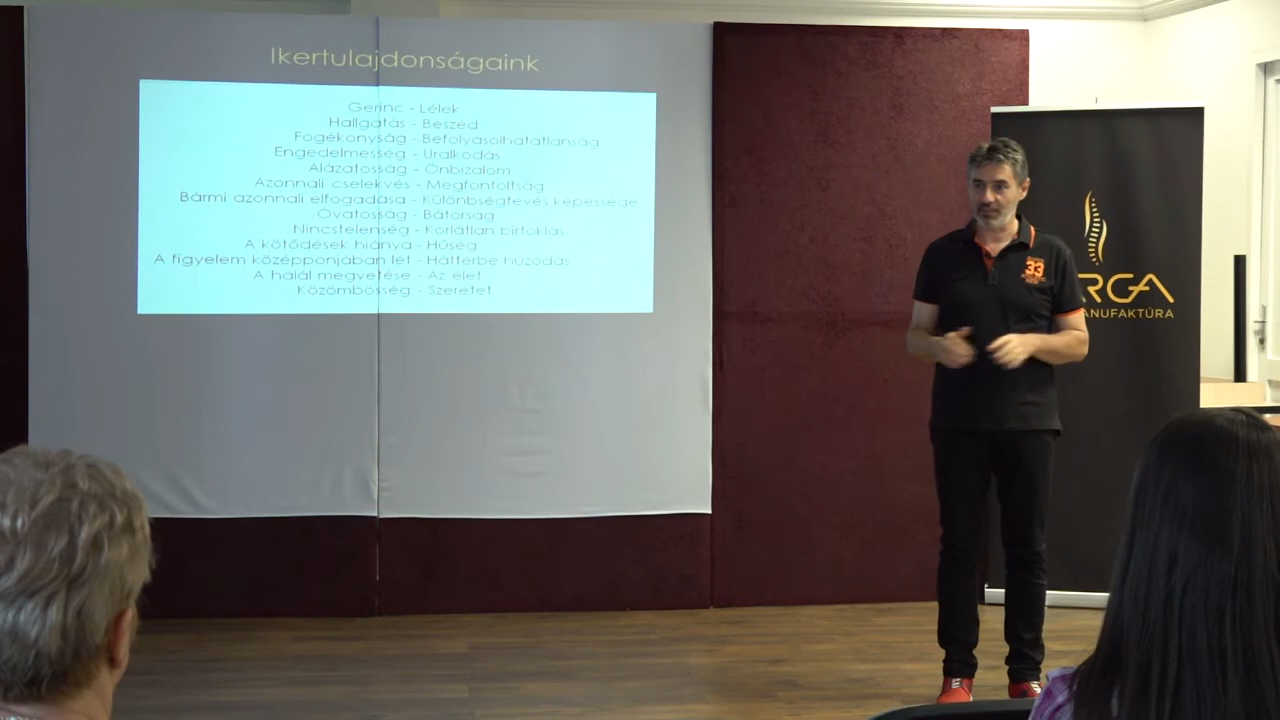 Ikertulajdonságaink
Gerinc - Lélek
Hallgatás - Beszéd
Fogékonyság - Befolyásolhatatlanság
Engedelmesség - Uralkodás
Alázatosság - Önbizalom
Azonnali cselekvés - Megfontoltság
Bármi azonnali elfogadása - Különbségtevés képessége
Óvatosság - Bátorság
Nincstelenség - Korlátlan birtoklás
A kötődések hiánya - Hűség
A figyelem középponjában lét - Háttérbe húzódás
A halál megvetése - Az élet
Közömbösség - Szeretet
33
RGA
ANUFAKTÚRA